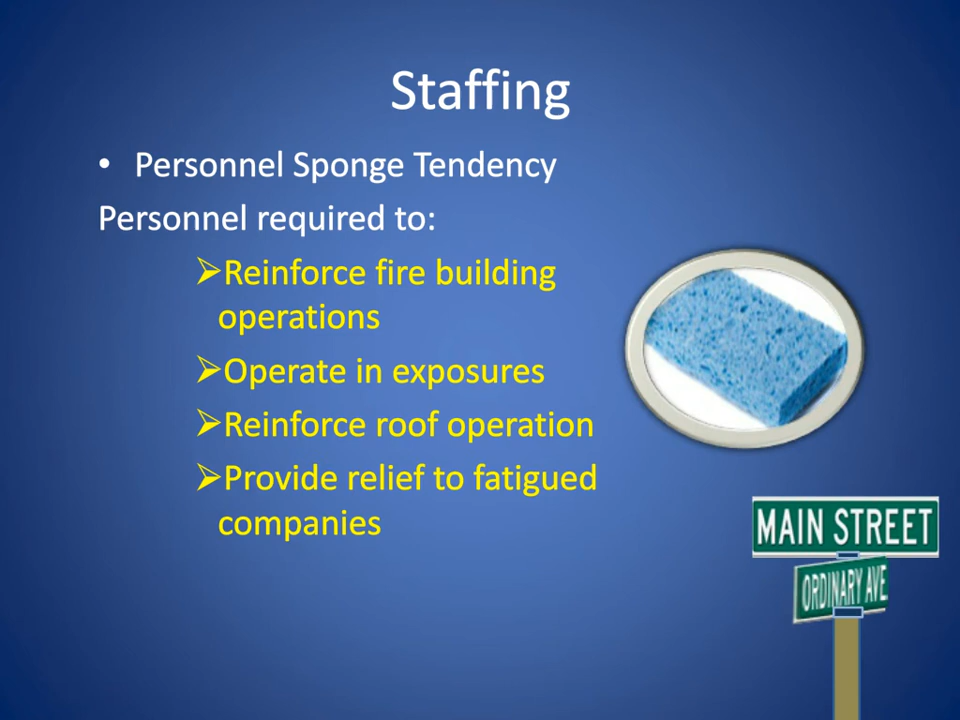 Staffing
• Personnel Sponge Tendency
Personnel required to:
➢Reinforce fire building
operations
➢Operate in exposures
➢Reinforce roof operation
➢Provide relief to fatigued
companies
MAIN STREET
ORDINARY AVE